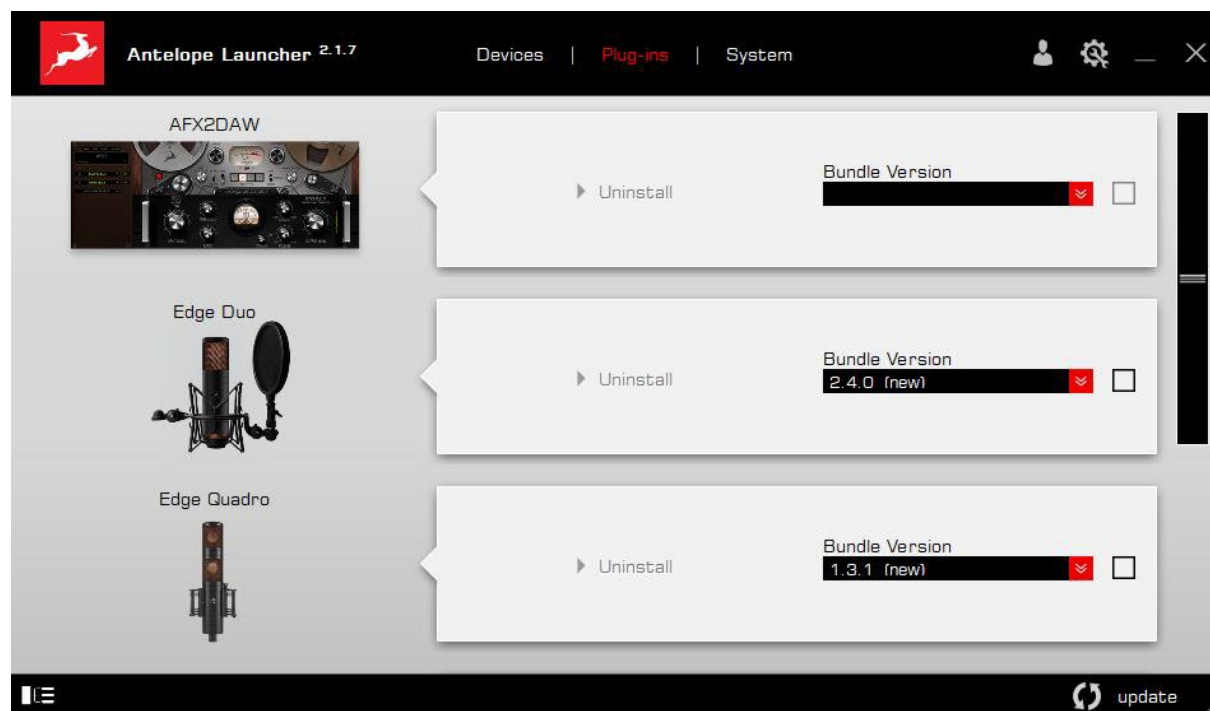 Antelope Launcher 2.1.7
Devices | Plug-ins | System
AFX2DAW
Bundle Version
Uninstall
Edge Duo
Bundle Version
Uninstall
2.4.0 (new)
Edge Quadro
Bundle Version
Uninstall
1.3.1 (new)
update